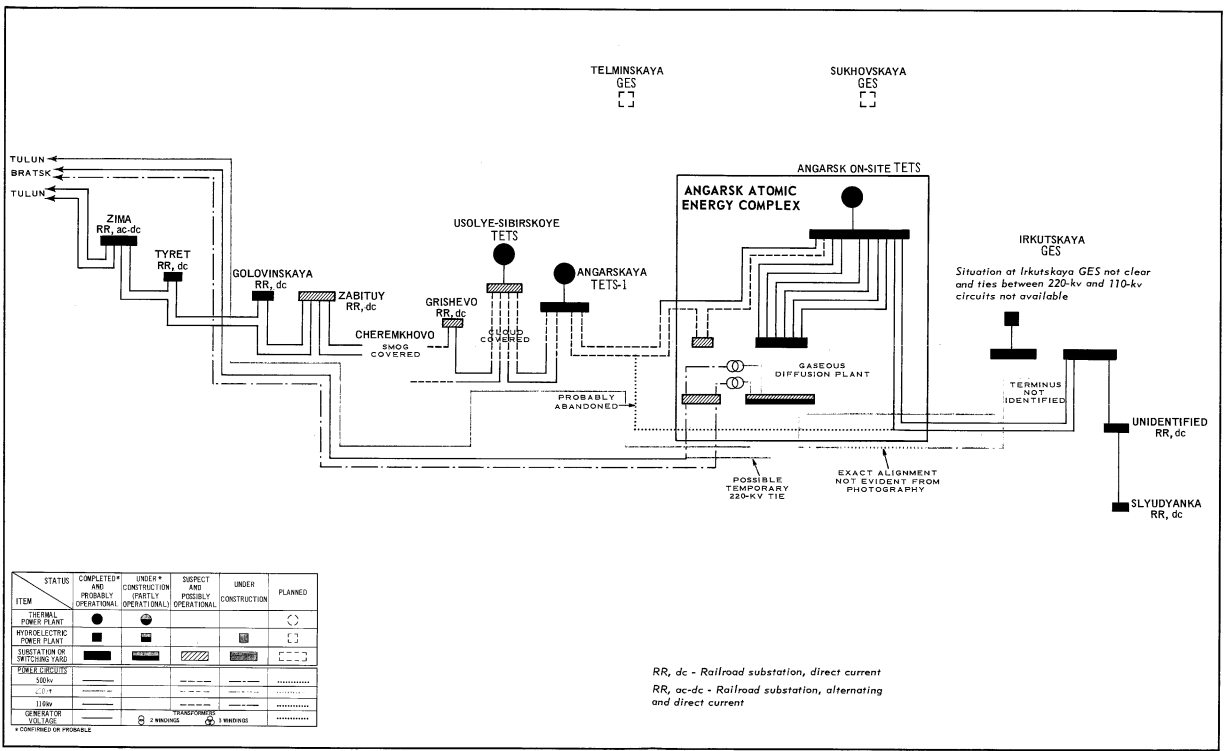 TELMINSKAYA
GES
SUKHOVSKAYA
GES
TULUN
BRATSK
TULUN
ANGARSK ON-SITE TETS
ANGARSK ATOMIC
ENERGY COMPLEX
ZIMA
RR, ac-dc
USOLYE-SIBIRSKOYE
TETS
TYRET
RR, dc
IRKUTSKAYA
GES
GOLOVINSKAYA
RR, dc
ANGARSKAYA
TETS-1
Situation at Irkutskaya GES not clear
and ties between 220-kv and 110-kv
circuits not available
ZABITUY
RR, dc
GRISHEVO
RR, dc
CHEREMKHOVO
SMOG
COVERED
CLOUD
COVERED
GASEOUS
DIFFUSION PLANT
TERMINUS
NOT
IDENTIFIED
PROBABLY
ABANDONED
UNIDENTIFIED
RR, dc
POSSIBLE
TEMPORARY
220-KV TIE
EXACT ALIGNMENT
NOT EVIDENT FROM
PHOTOGRAPHY
SLYUDYANKA
RR, dc
STATUS
ITEM
COMPLETED*
AND
PROBABLY
OPERATIONAL
UNDER *
CONSTRUCTION
(PARTLY
OPERATIONAL)
SUSPECT
AND
POSSIBLY
OPERATIONAL
UNDER
CONSTRUCTION
PLANNED
THERMAL
POWER PLANT
HYDROELECTRIC
POWER PLANT
SUBSTATION OR
SWITCHING YARD
POWER CIRCUITS
500kv
110kv
GENERATOR
VOLTAGE
TRANSFORMERS
2 WINDINGS
3 WINDINGS
* CONFIRMED OR PROBABLE
RR, dc - Railroad substation, direct current
RR, ac-dc - Railroad substation, alternating
and direct current